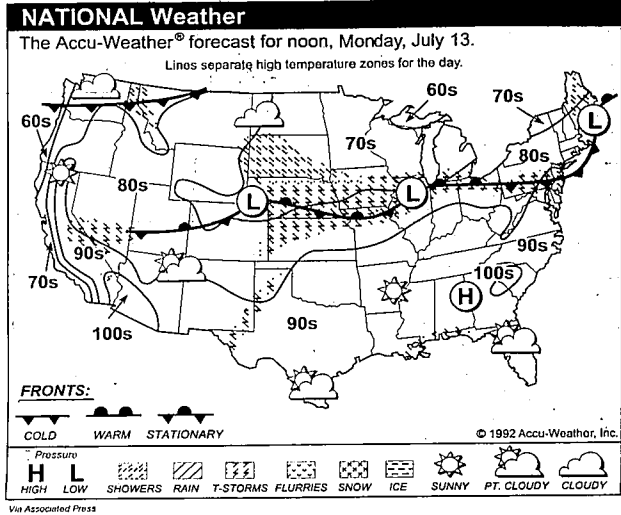 NATIONAL Weather
The Accu-Weather® forecast for noon, Monday, July 13.
Lines separate high temperature zones for the day.
60s
70s
60s
L
70s
80s
80s
L
L
90s
90s
70s
100s
H
100s
90s
FRONTS:
COLD WARM STATIONARY
© 1992 Accu-Weather, Inc.
Pressure
H L
HIGH LOW SHOWERS RAIN T-STORMS FLURRIES SNOW ICE SUNNY PT. CLOUDY CLOUDY
Via Associated Press